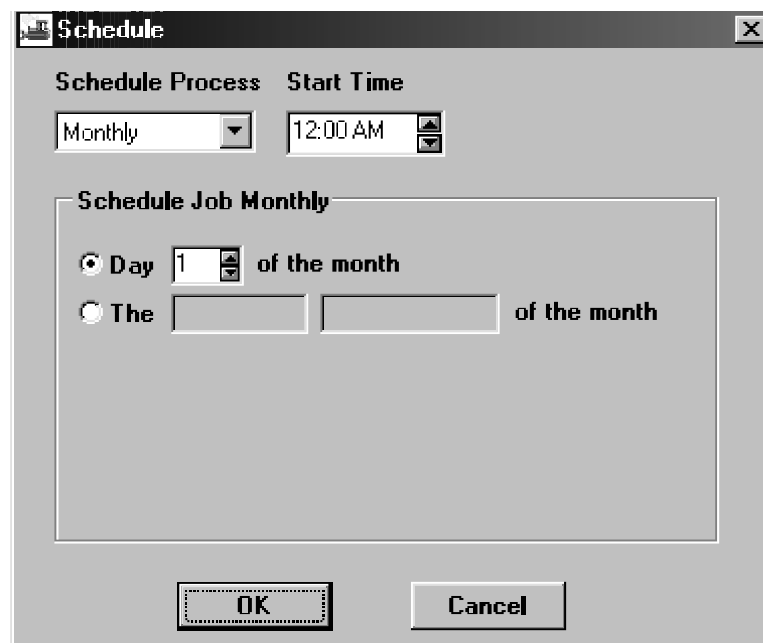 Schedule
Schedule Process Start Time
Monthly 12:00 AM
Schedule Job Monthly
Day 1 of the month
The of the month
OK Cancel